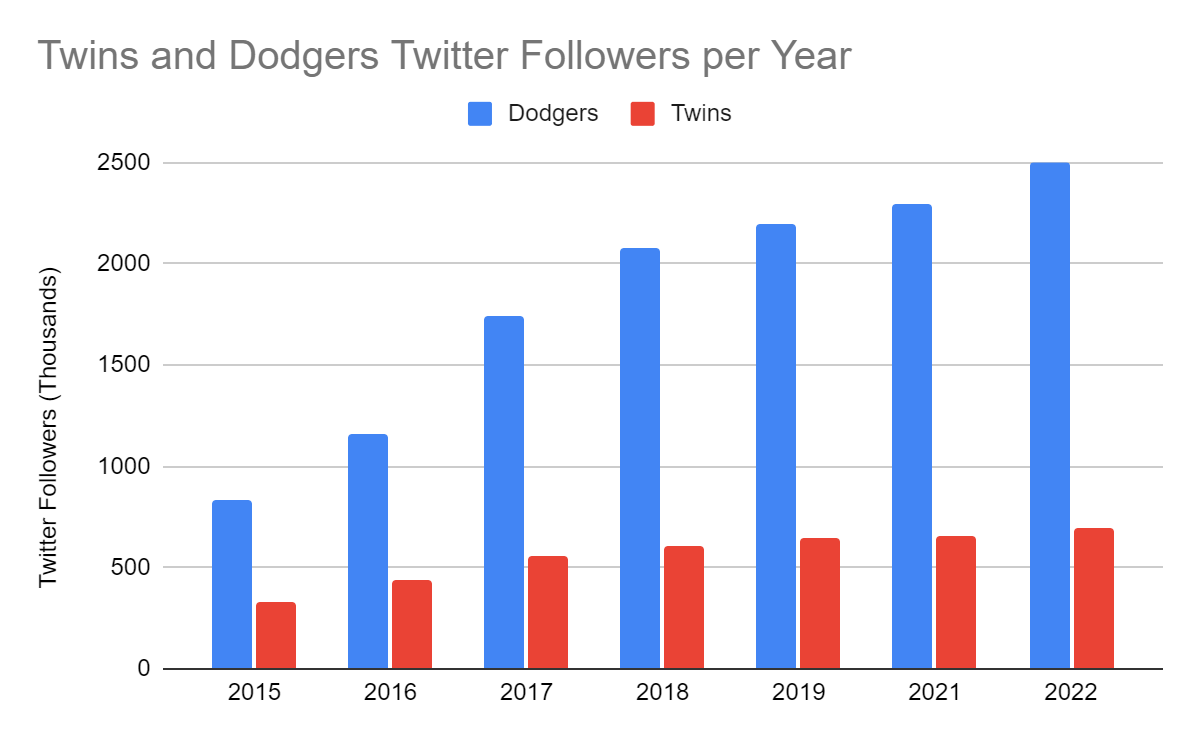 Twins and Dodgers Twitter Followers per Year
Dodgers Twins
2500
2000
1500
1000
500
0
Twitter Followers (Thousands)
2015 2016 2017 2018 2019 2021 2022